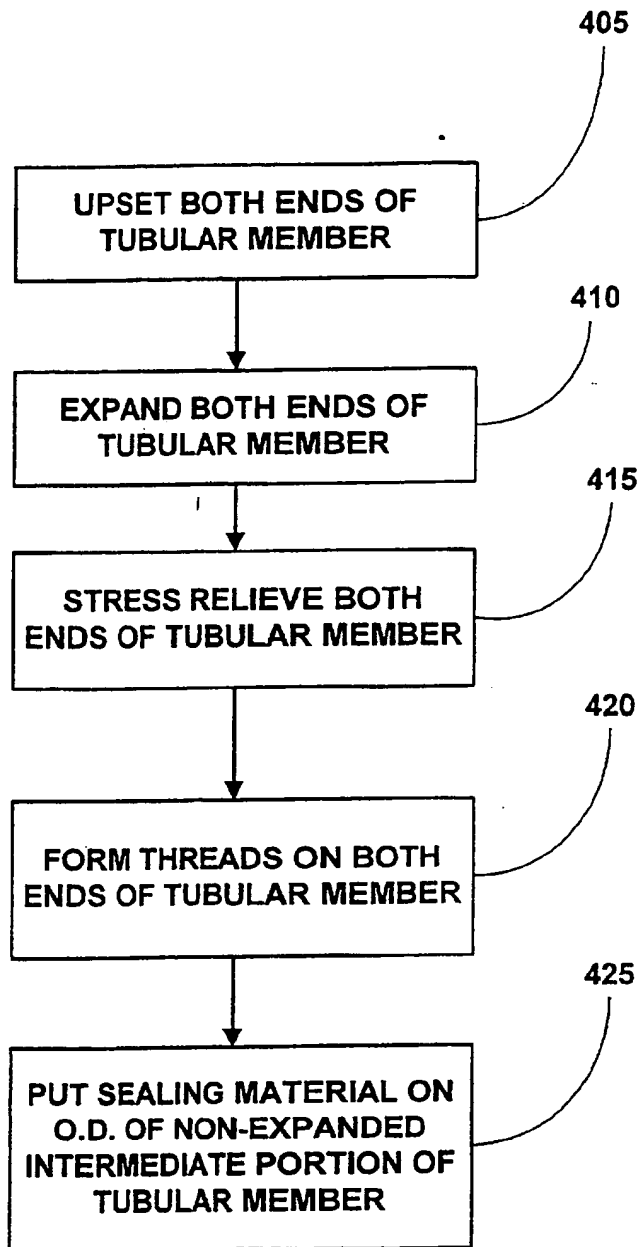 405
UPSET BOTH ENDS OF
TUBULAR MEMBER
410
EXPAND BOTH ENDS OF
TUBULAR MEMBER
415
STRESS RELIEVE BOTH
ENDS OF TUBULAR MEMBER
420
FORM THREADS ON BOTH
ENDS OF TUBULAR MEMBER
425
PUT SEALING MATERIAL ON
O.D. OF NON-EXPANDED
INTERMEDIATE PORTION OF
TUBULAR MEMBER